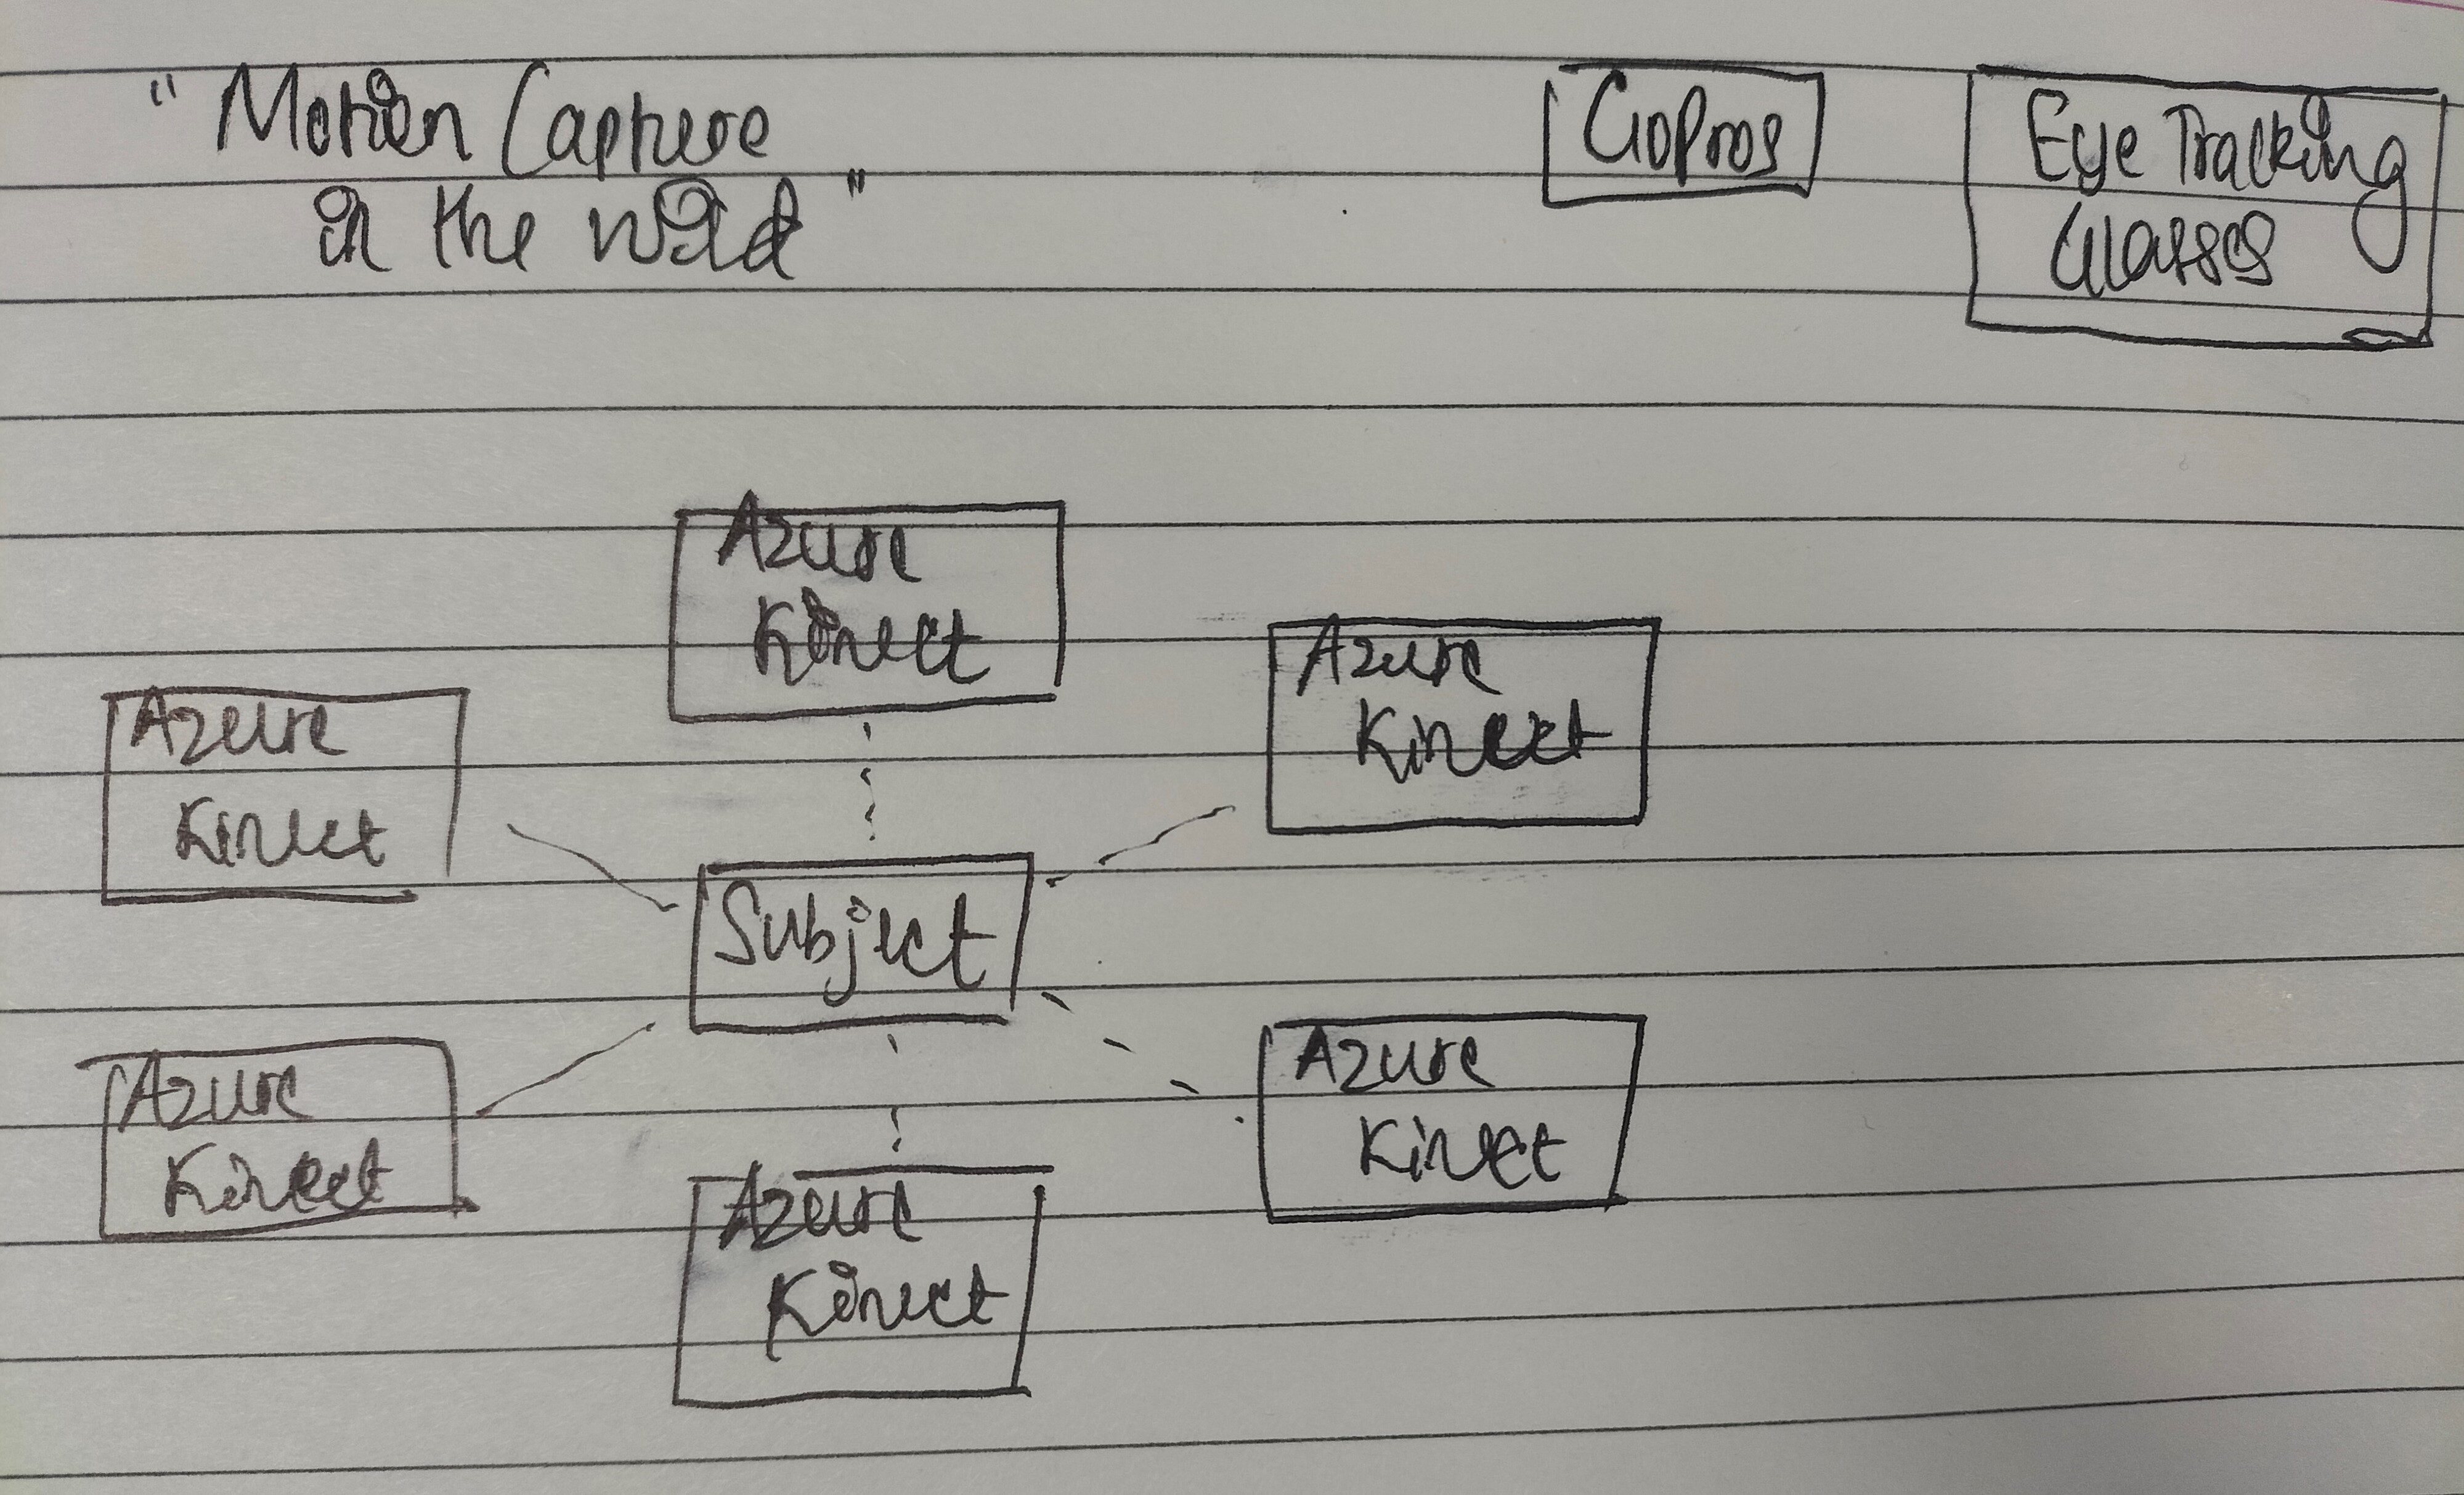 "Motion Capture
in the Wild"
GoPros
Eye Tracking
Glasses
Azure
Kinect
Azure
Kinect
Azure
Kinect
Subject
Azure
Kinect
Azure
Kinect
Azure
Kinect